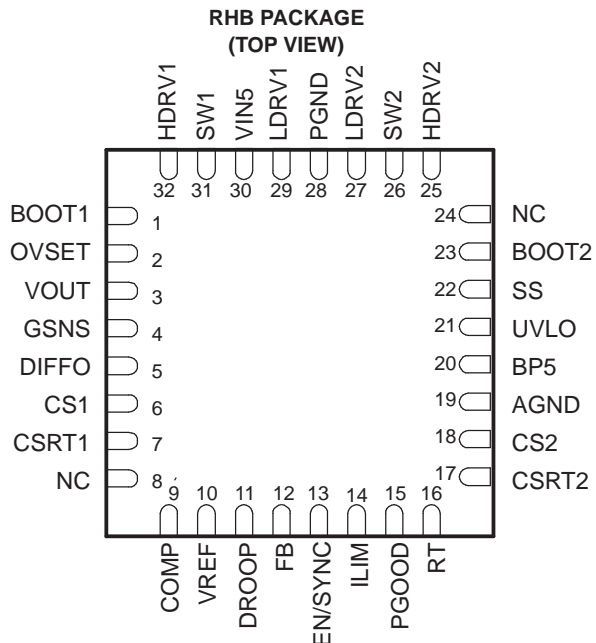 RHB PACKAGE
(TOP VIEW)
HDRV1
SW1
VIN5
LDRV1
PGND
LDRV2
SW2
HDRV2
32 31 30 29 28 27 26 25
BOOT1 1
OVSET 2
VOUT 3
GSNS 4
DIFFO 5
CS1 6
CSRT1 7
NC 8
24 NC
23 BOOT2
22 SS
21 UVLO
20 BP5
19 AGND
18 CS2
17 CSRT2
9 10 11 12 13 14 15 16
COMP
VREF
DROOP
FB
EN/SYNC
ILIM
PGOOD
RT